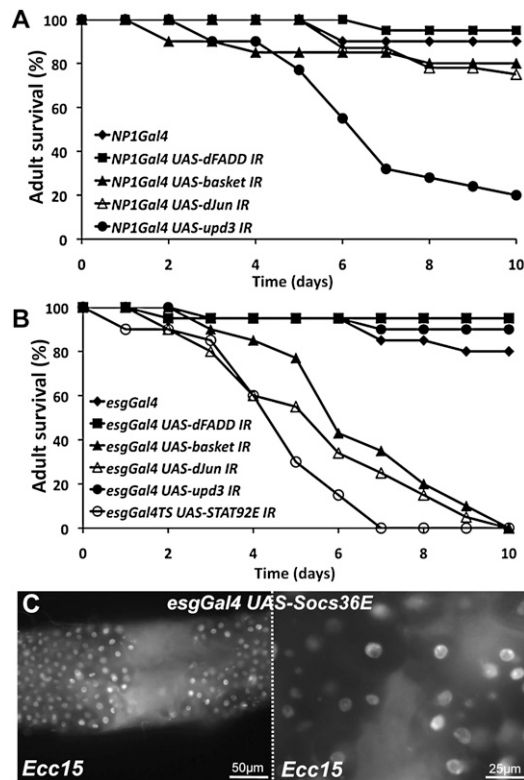 A
Adult survival (%)
100
80
60
40
20
0
NP1Gal4
NP1Gal4 UAS-dFADD IR
NP1Gal4 UAS-basket IR
NP1Gal4 UAS-dJun IR
NP1Gal4 UAS-upd3 IR
0 2 4 6 8 10
Time (days)
B
Adult survival (%)
100
80
60
40
20
0
esgGal4
esgGal4 UAS-dFADD IR
esgGal4 UAS-basket IR
esgGal4 UAS-dJun IR
esgGal4 UAS-upd3 IR
esgGal4TS UAS-STAT92E IR
0 2 4 6 8 10
Time (days)
C esgGal4 UAS-Socs36E
Ecc15 50µm
Ecc15 25µm